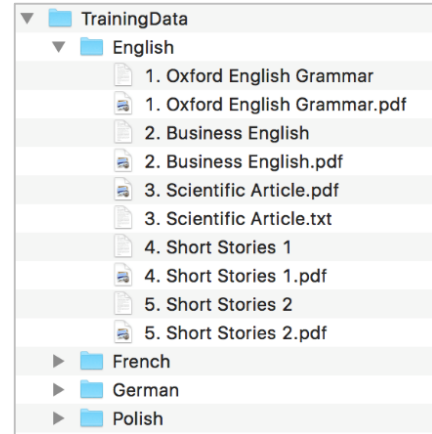 TrainingData
English
1. Oxford English Grammar
1. Oxford English Grammar.pdf
2. Business English
2. Business English.pdf
3. Scientific Article.pdf
3. Scientific Article.txt
4. Short Stories 1
4. Short Stories 1.pdf
5. Short Stories 2
5. Short Stories 2.pdf
French
German
Polish